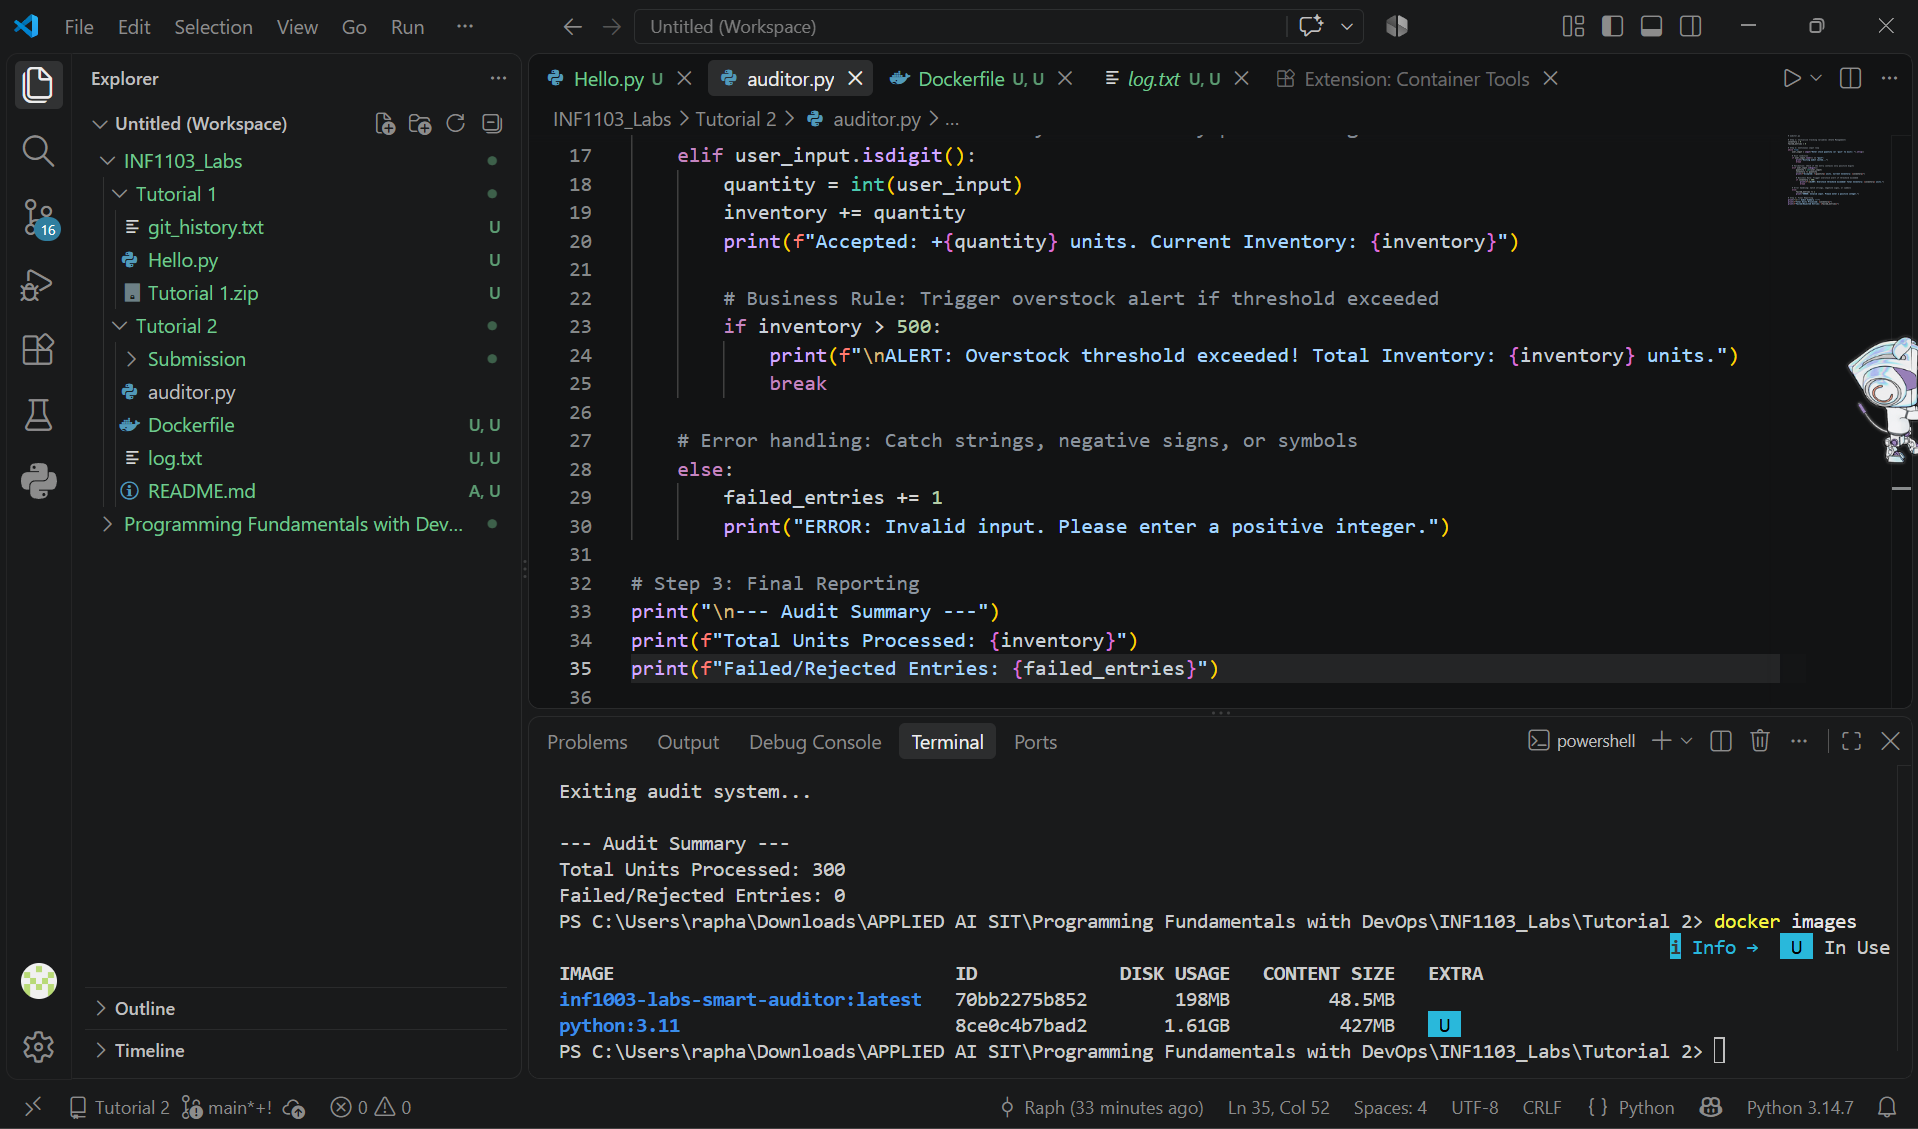 File Edit Selection View Go Run ···
Untitled (Workspace)
Explorer
Untitled (Workspace)
INF1103_Labs
Tutorial 1
git_history.txt U
Hello.py U
Tutorial 1.zip U
Tutorial 2
Submission
auditor.py
Dockerfile U, U
log.txt U, U
README.md A, U
Programming Fundamentals with Dev...
16
Outline
Timeline
Hello.py U
auditor.py
Dockerfile U, U
log.txt U, U
Extension: Container Tools
INF1103_Labs > Tutorial 2 > auditor.py > ...
17 elif user_input.isdigit():
18 quantity = int(user_input)
19 inventory += quantity
20 print(f"Accepted: +{quantity} units. Current Inventory: {inventory}")
21
22 # Business Rule: Trigger overstock alert if threshold exceeded
23 if inventory > 500:
24 print(f"\nALERT: Overstock threshold exceeded! Total Inventory: {inventory} units.")
25 break
26
27 # Error handling: Catch strings, negative signs, or symbols
28 else:
29 failed_entries += 1
30 print("ERROR: Invalid input. Please enter a positive integer.")
31
32 # Step 3: Final Reporting
33 print("\n--- Audit Summary ---")
34 print(f"Total Units Processed: {inventory}")
35 print(f"Failed/Rejected Entries: {failed_entries}")
36
Problems Output Debug Console Terminal Ports
powershell
Exiting audit system...
--- Audit Summary ---
Total Units Processed: 300
Failed/Rejected Entries: 0
PS C:\Users\rapha\Downloads\APPLIED AI SIT\Programming Fundamentals with DevOps\INF1103_Labs\Tutorial 2> docker images
i Info → U In Use
IMAGE ID DISK USAGE CONTENT SIZE EXTRA
inf1003-labs-smart-auditor:latest 70bb2275b852 198MB 48.5MB
python:3.11 8ce0c4b7bad2 1.61GB 427MB U
PS C:\Users\rapha\Downloads\APPLIED AI SIT\Programming Fundamentals with DevOps\INF1103_Labs\Tutorial 2>
Tutorial 2 main*+! 0 0 Raph (33 minutes ago) Ln 35, Col 52 Spaces: 4 UTF-8 CRLF { } Python Python 3.14.7